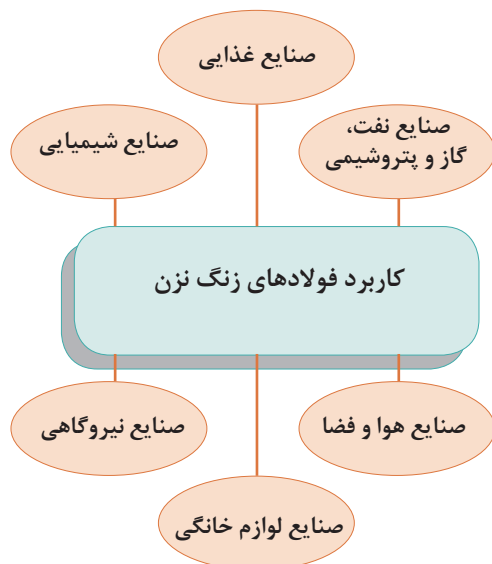 صنایع غذایی
صنایع نفت،
گاز و پتروشیمی
صنایع شیمیایی
کاربرد فولادهای زنگ نزن
صنایع هوا و فضا
صنایع نیروگاهی
صنایع لوازم خانگی